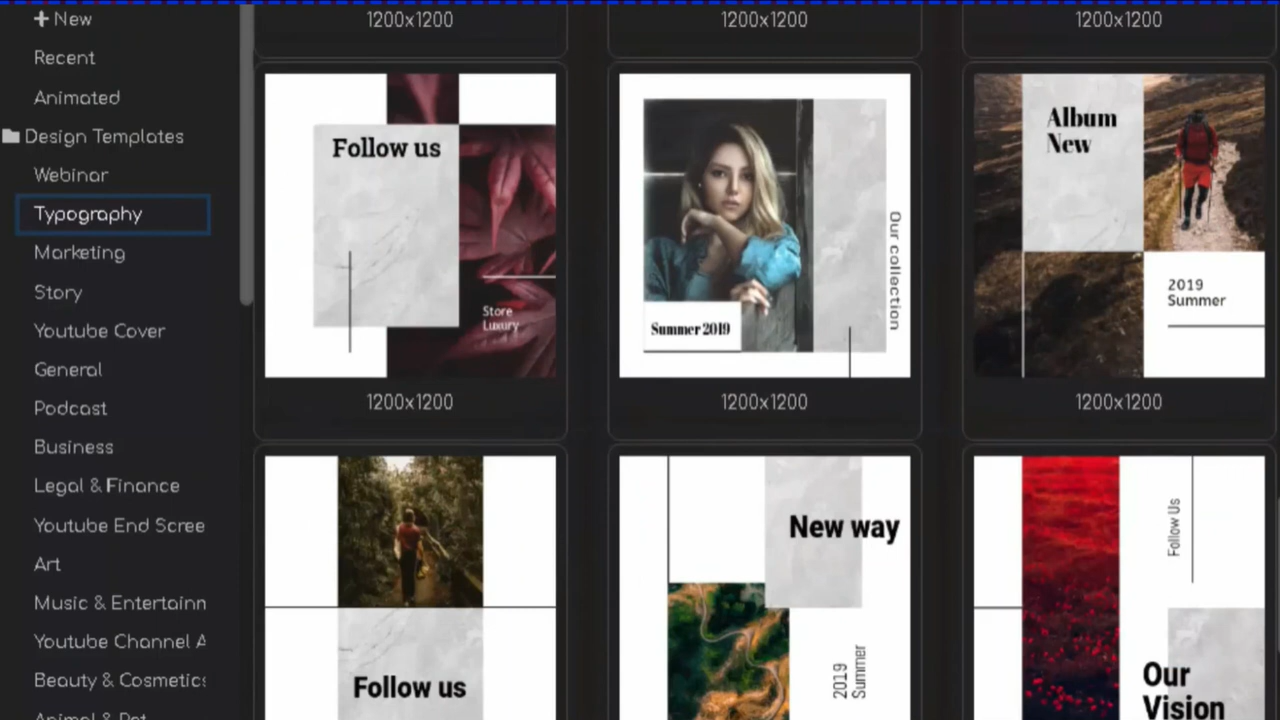 New
Recent
Animated
Design Templates
Webinar
Typography
Marketing
Story
Youtube Cover
General
Podcast
Business
Legal & Finance
Youtube End Scree
Art
Music & Entertainn
Youtube Channel A
Beauty & Cosmetics
Animal & Pet
1200x1200
1200x1200
1200x1200
Follow us
Store
Luxury
1200x1200
Our collection
Summer 2019
1200x1200
Album
New
2019
Summer
1200x1200
Follow us
New way
2019
Summer
Follow Us
Our
Vision